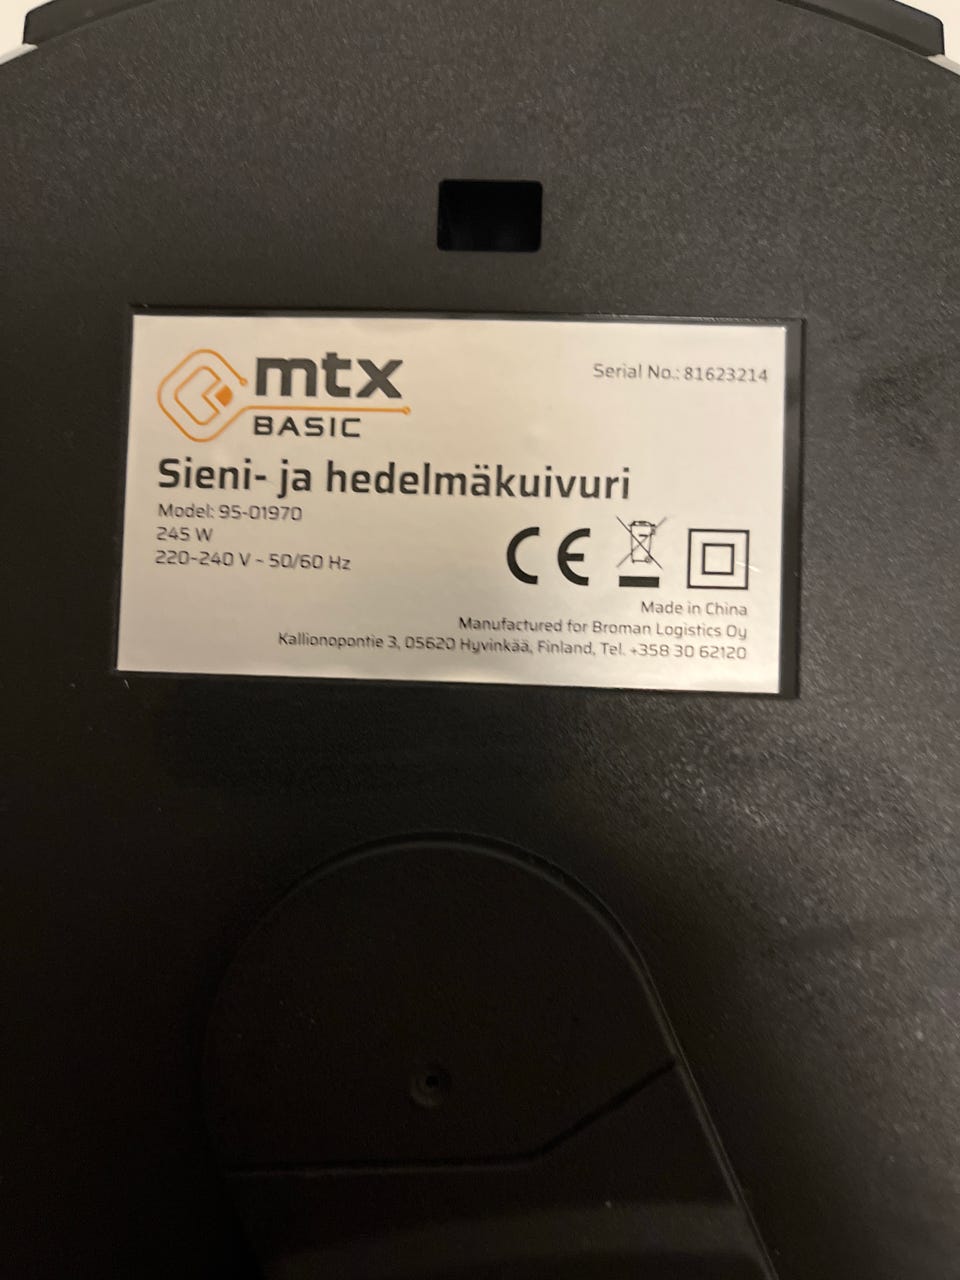 mtx
BASIC
Serial No.: 81623214
Sieni- ja hedelmäkuivuri
Model: 95-01970
245 W
220-240 V ~ 50/60 Hz
CE
Made in China
Manufactured for Broman Logistics Oy
Kallionopontie 3, 05620 Hyvinkää, Finland, Tel. +358 30 62120